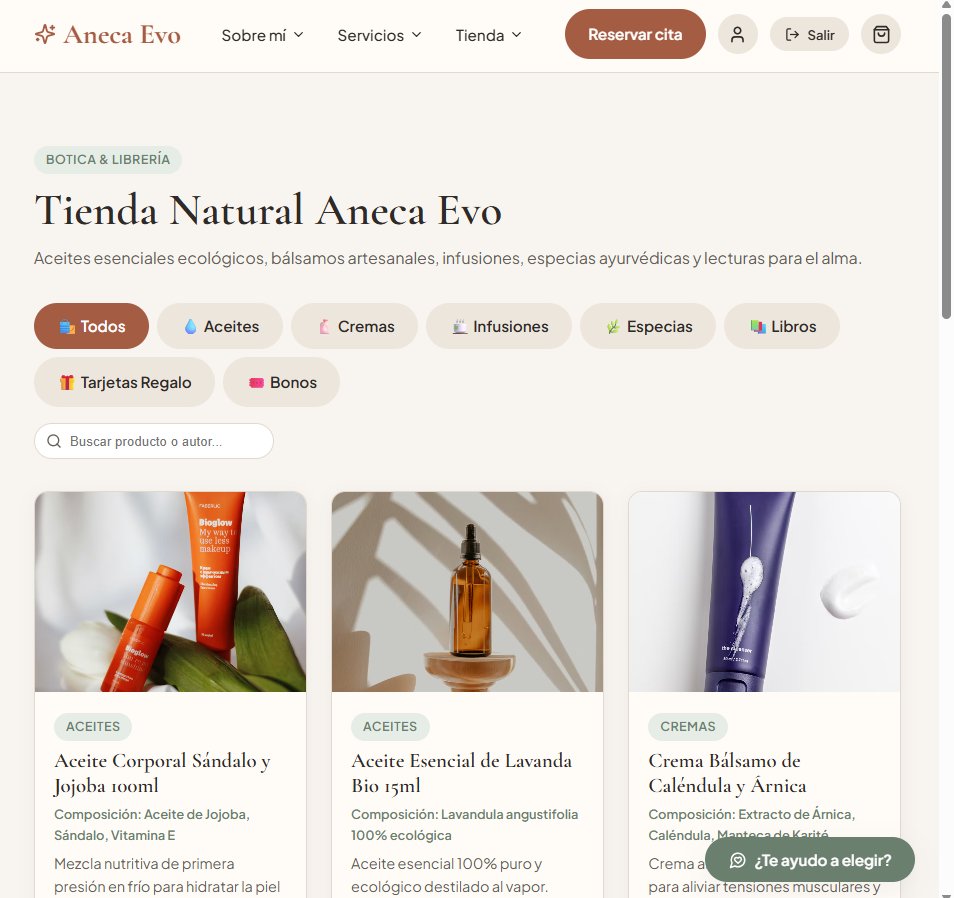 Aneca Evo
Sobre mí
Servicios
Tienda
Reservar cita
Salir
BOTICA & LIBRERÍA
Tienda Natural Aneca Evo
Aceites esenciales ecológicos, bálsamos artesanales, infusiones, especias ayurvédicas y lecturas para el alma.
Todos
Aceites
Cremas
Infusiones
Especias
Libros
Tarjetas Regalo
Bonos
Buscar producto o autor...
FABERLIC
Bioglow
My way to
use less
makeup
Bioglow
ACEITES
Aceite Corporal Sándalo y
Jojoba 100ml
Composición: Aceite de Jojoba,
Sándalo, Vitamina E
Mezcla nutritiva de primera
presión en frío para hidratar la piel
ACEITES
Aceite Esencial de Lavanda
Bio 15ml
Composición: Lavandula angustifolia
100% ecológica
Aceite esencial 100% puro y
ecológico destilado al vapor.
CREMAS
Crema Bálsamo de
Caléndula y Árnica
Composición: Extracto de Árnica,
Caléndula, Manteca de Karité
Crema
para aliviar tensiones musculares y
¿Te ayudo a elegir?